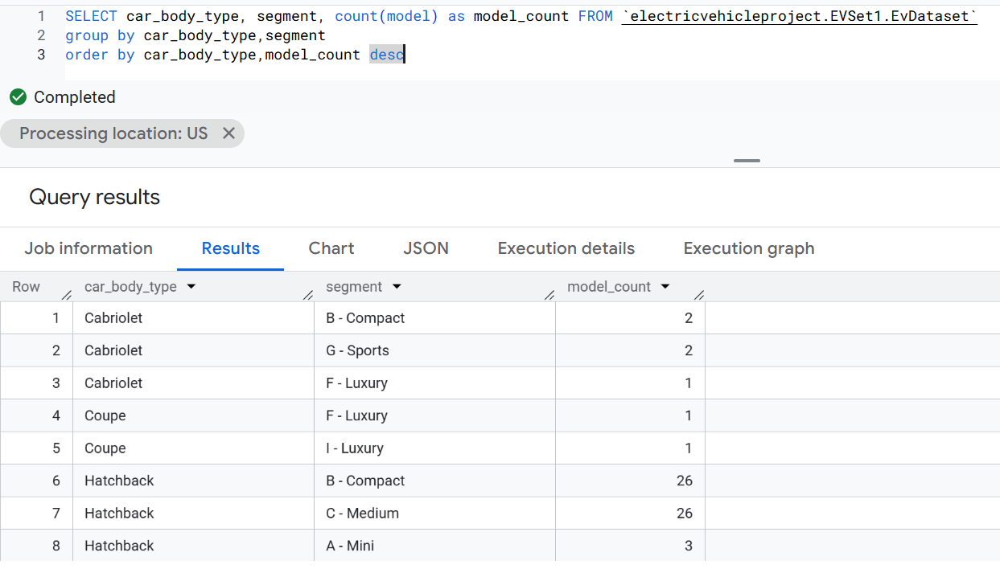 1 SELECT car_body_type, segment, count(model) as model_count FROM `electricvehicleproject.EVSet1.EvDataset`
2 group by car_body_type,segment
3 order by car_body_type,model_count desc
Completed
Processing location: US
Query results
Job information Results Chart JSON Execution details Execution graph
Row car_body_type segment model_count
1 Cabriolet B - Compact 2
2 Cabriolet G - Sports 2
3 Cabriolet F - Luxury 1
4 Coupe F - Luxury 1
5 Coupe I - Luxury 1
6 Hatchback B - Compact 26
7 Hatchback C - Medium 26
8 Hatchback A - Mini 3